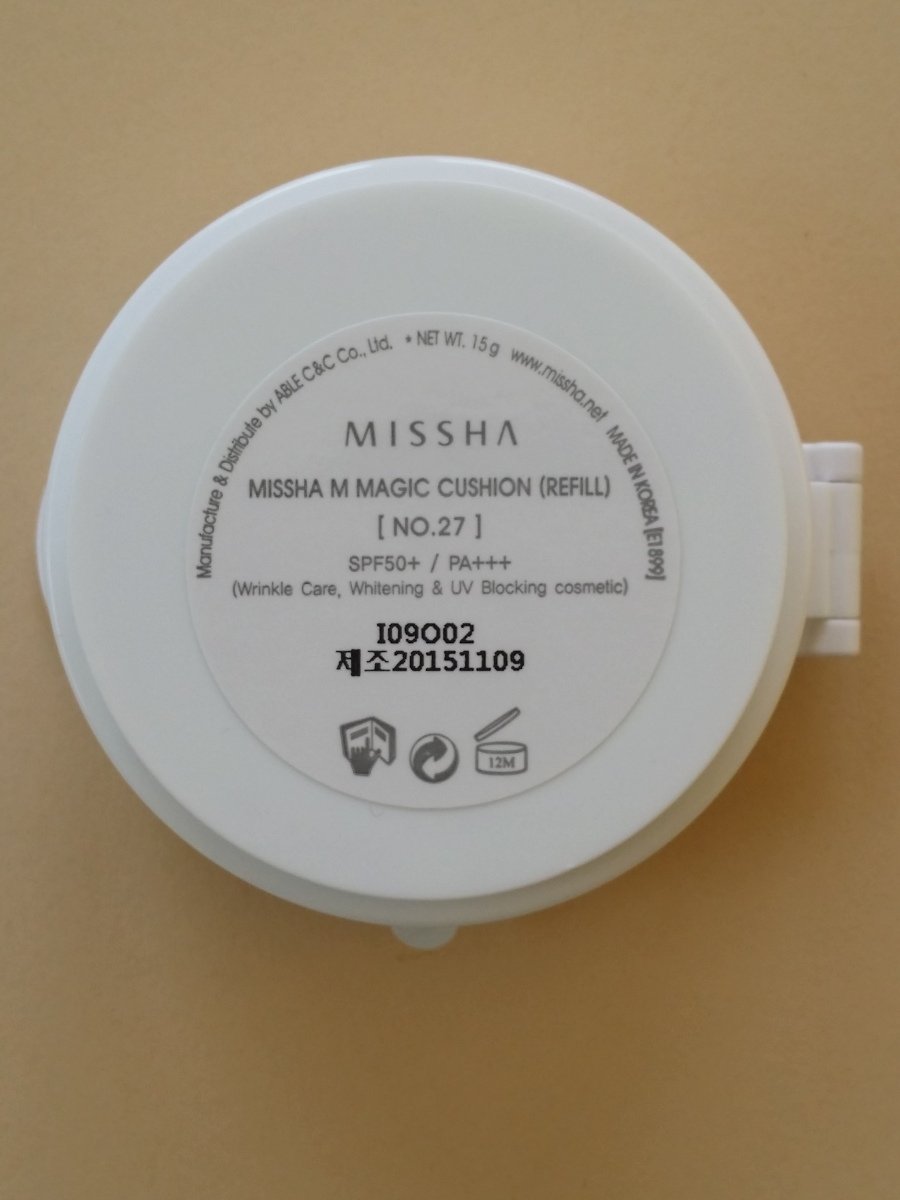 Manufacture & Distribute by ABLE C&C Co., Ltd. * NET WT. 15g www.missha.net MADE IN KOREA [E1899]
MISSHA
MISSHA M MAGIC CUSHION (REFILL)
[ NO.27 ]
SPF50+ / PA+++
(Wrinkle Care, Whitening & UV Blocking cosmetic)
I09O02
제조20151109
12M